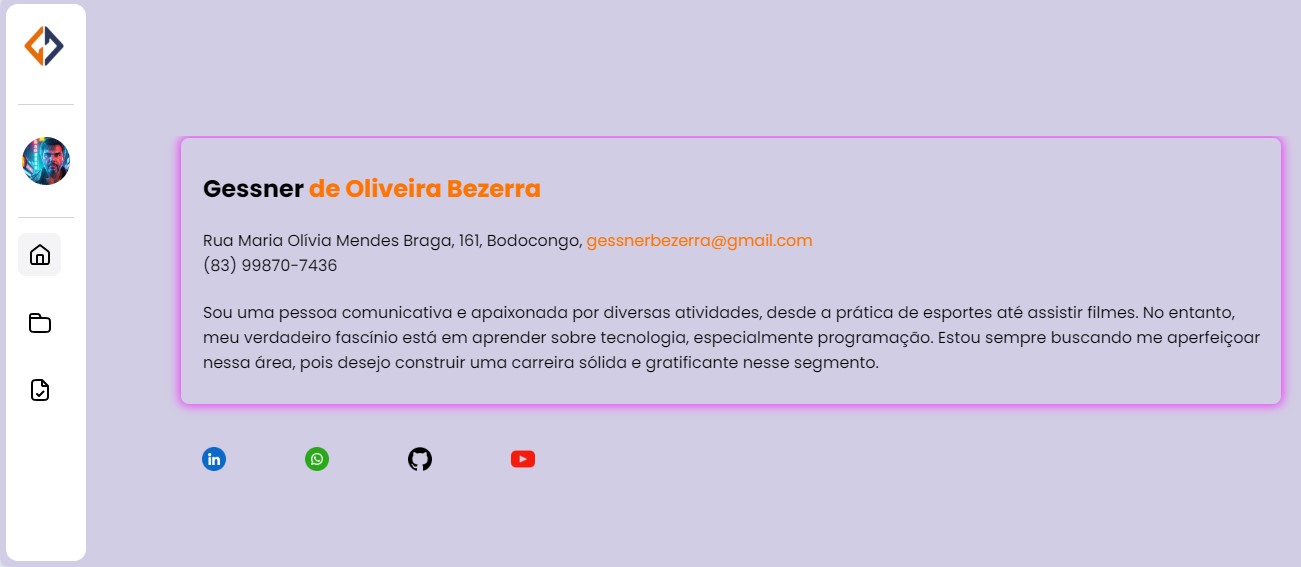 Gessner de Oliveira Bezerra
Rua Maria Olívia Mendes Braga, 161, Bodocongo, gessnerbezerra@gmail.com
(83) 99870-7436
Sou uma pessoa comunicativa e apaixonada por diversas atividades, desde a prática de esportes até assistir filmes. No entanto,
meu verdadeiro fascínio está em aprender sobre tecnologia, especialmente programação. Estou sempre buscando me aperfeiçoar
nessa área, pois desejo construir uma carreira sólida e gratificante nesse segmento.
in